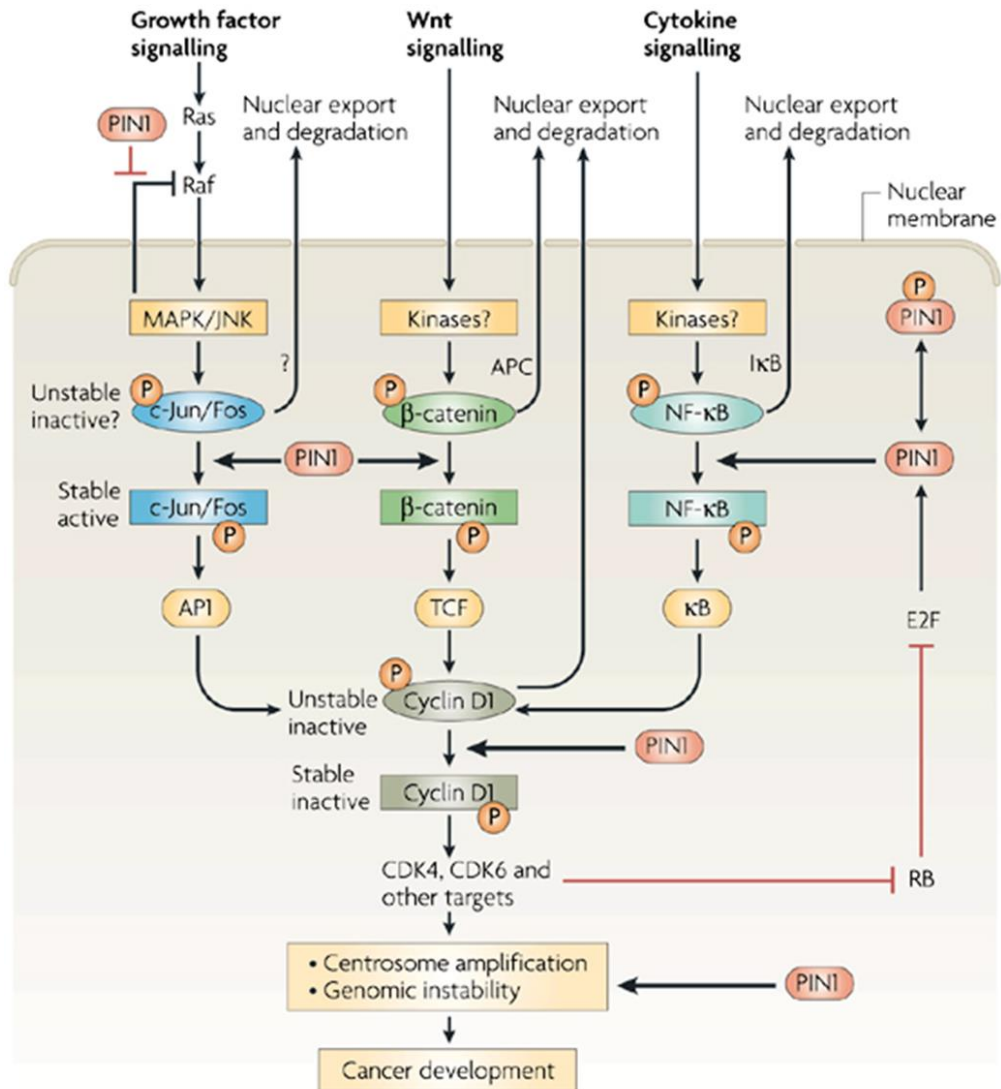 Growth factor
signalling
Wnt
signalling
Cytokine
signalling
PIN1
Ras
Raf
Nuclear export
and degradation
Nuclear export
and degradation
Nuclear export
and degradation
Nuclear
membrane
MAPK/JNK
Kinases?
Kinases?
P
PIN1
?
APC
IκB
Unstable
inactive?
P
c-Jun/Fos
P
β-catenin
P
NF-κB
PIN1
PIN1
Stable
active
c-Jun/Fos
P
β-catenin
P
NF-κB
P
AP1
TCF
κB
E2F
Unstable
inactive
P
Cyclin D1
PIN1
Stable
inactive
Cyclin D1
P
CDK4, CDK6 and
other targets
RB
• Centrosome amplification
• Genomic instability
PIN1
Cancer development